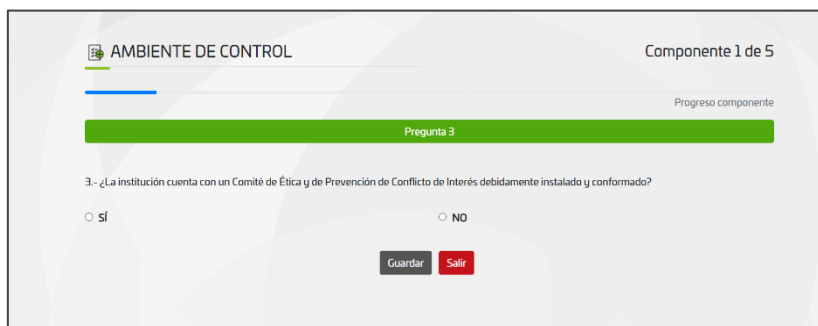 AMBIENTE DE CONTROL
Componente 1 de 5
Progreso componente
Pregunta 3
3.- ¿La institución cuenta con un Comité de Ética y de Prevención de Conflicto de Interés debidamente instalado y conformado?
SÍ
NO
Guardar
Salir